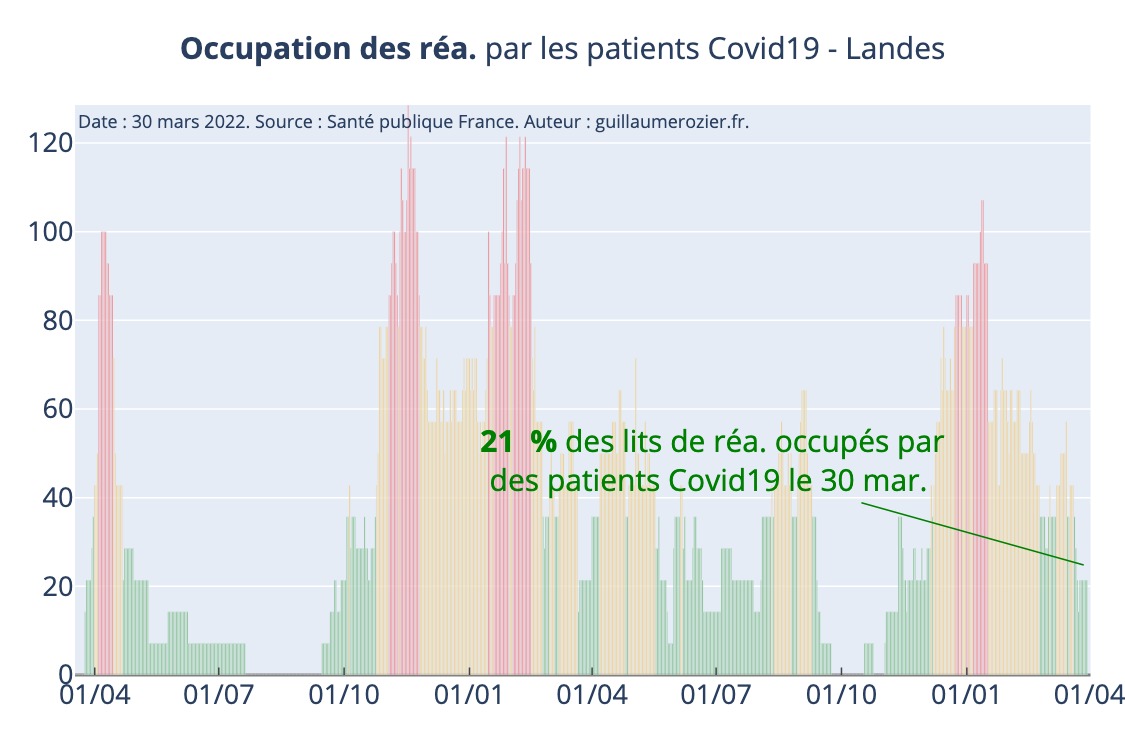 Occupation des réa. par les patients Covid19 - Landes
Date : 30 mars 2022. Source : Santé publique France. Auteur : guillaumerozier.fr.
120
100
80
60
40
20
0
21 % des lits de réa. occupés par
des patients Covid19 le 30 mar.
01/04 01/07 01/10 01/01 01/04 01/07 01/10 01/01 01/04